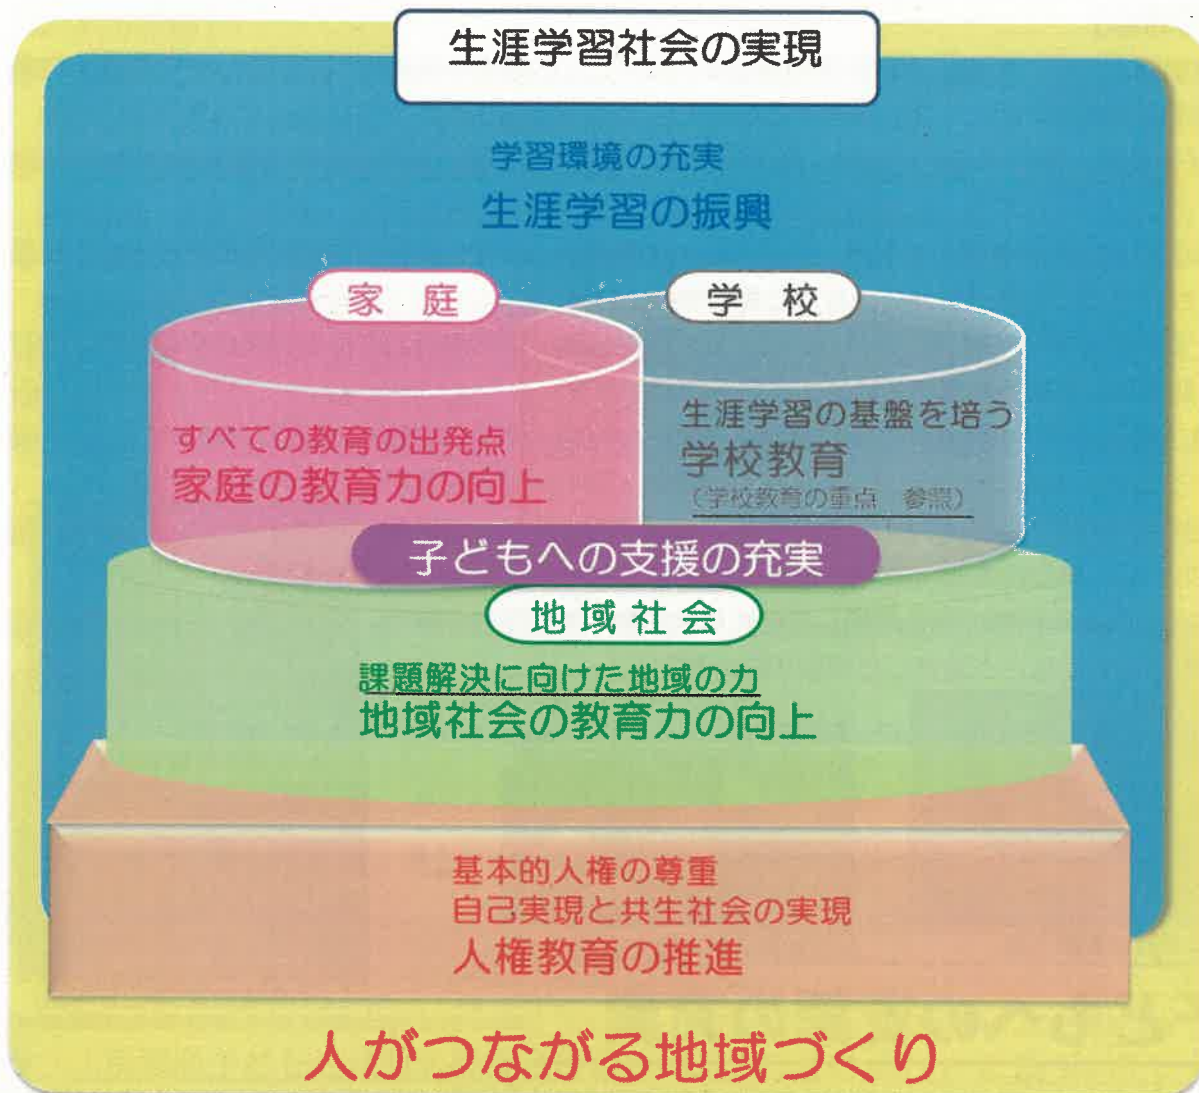 生涯学習社会の実現
学習環境の充実
生涯学習の振興
家 庭
学 校
すべての教育の出発点
家庭の教育力の向上
生涯学習の基盤を培う
学校教育
(学校教育の重点 参照)
子どもへの支援の充実
地域社会
課題解決に向けた地域の力
地域社会の教育力の向上
基本的人権の尊重
自己実現と共生社会の実現
人権教育の推進
人がつながる地域づくり